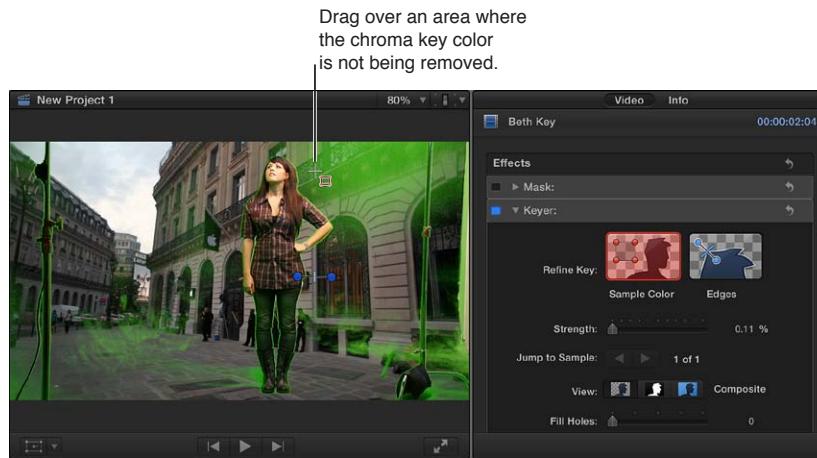 Drag over an area where
the chroma key color
is not being removed.
New Project 1
80%
Video Info
Beth Key 00:00:02:04
Effects
Mask:
Keyer:
Refine Key:
Sample Color Edges
Strength: 0.11 %
Jump to Sample: 1 of 1
View: Composite
Fill Holes: 0